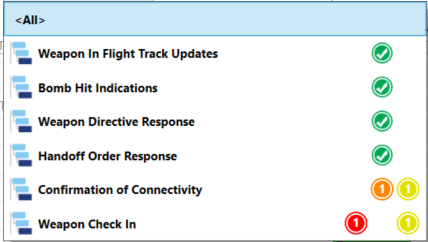 <All>
Weapon In Flight Track Updates
Bomb Hit Indications
Weapon Directive Response
Handoff Order Response
Confirmation of Connectivity 1 1
Weapon Check In 1 1